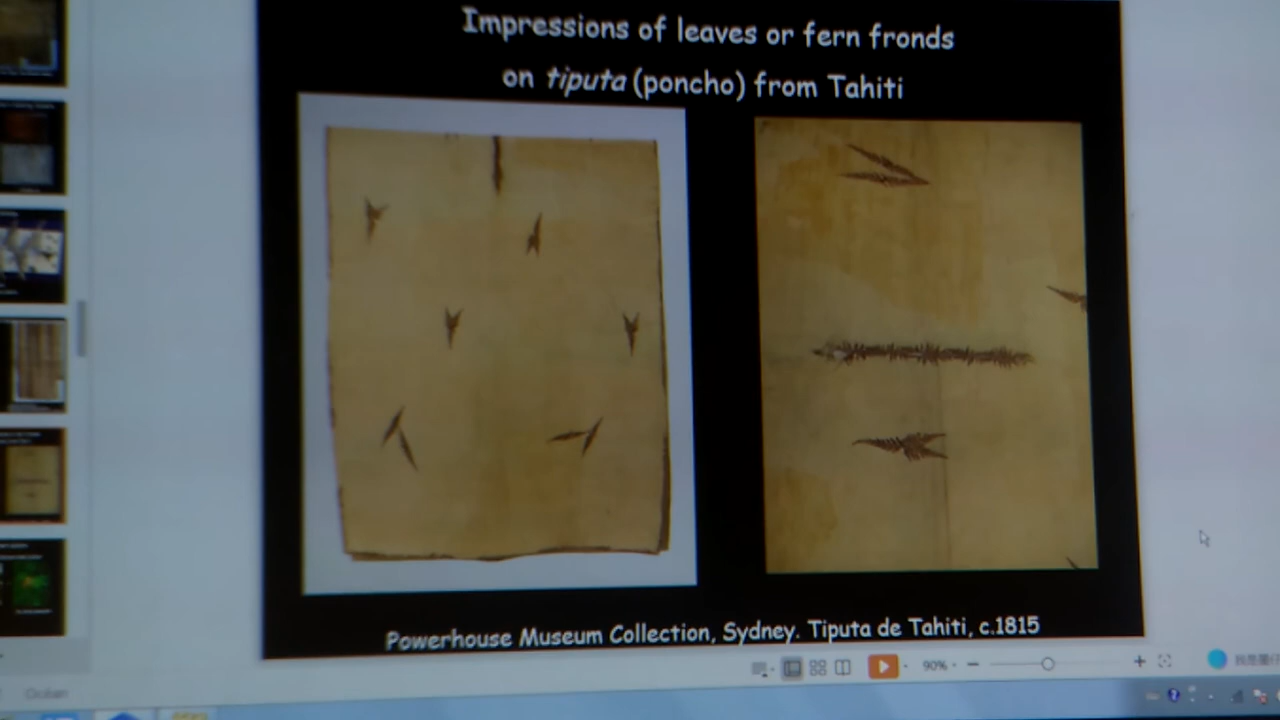 Impressions of leaves or fern fronds
on tiputa (poncho) from Tahiti
Powerhouse Museum Collection, Sydney. Tiputa de Tahiti, c.1815
90%